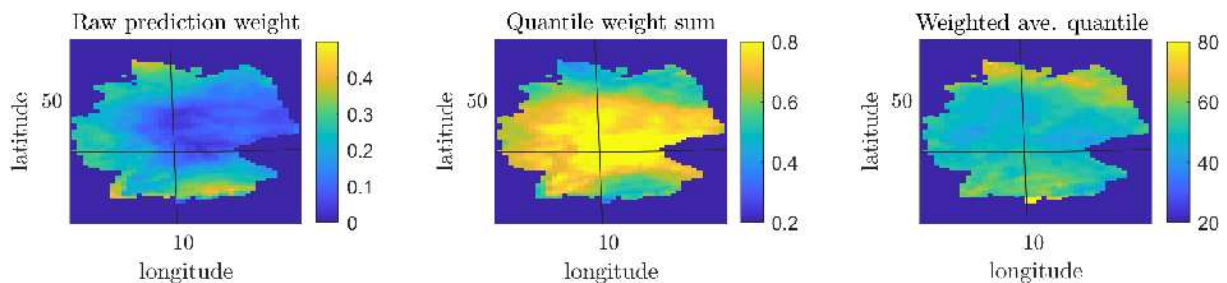 Raw prediction weight
latitude
50
10
longitude
0.4
0.3
0.2
0.1
0
Quantile weight sum
latitude
50
10
longitude
0.8
0.6
0.4
0.2
Weighted ave. quantile
latitude
50
10
longitude
80
60
40
20